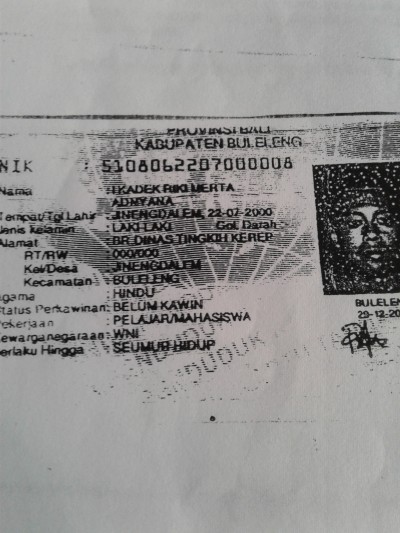 PROVINSI BALI
KABUPATEN BULELENG
NIK : 5108062207000008
Nama : I KADEK RIKI MERTA
ADNYANA
Tempat/Tgl Lahir : JINENGDALEM, 22-07-2000
Jenis Kelamin : LAKI-LAKI Gol. Darah : -
Alamat : BR.DINAS TINGKIH KEREP
RT/RW : 000/000
Kel/Desa : JINENGDALEM
Kecamatan : BULELENG
Agama : HINDU
Status Perkawinan: BELUM KAWIN
Pekerjaan : PELAJAR/MAHASISWA
Kewarganegaraan: WNI
Berlaku Hingga : SEUMUR HIDUP
BULELENG
29-12-20